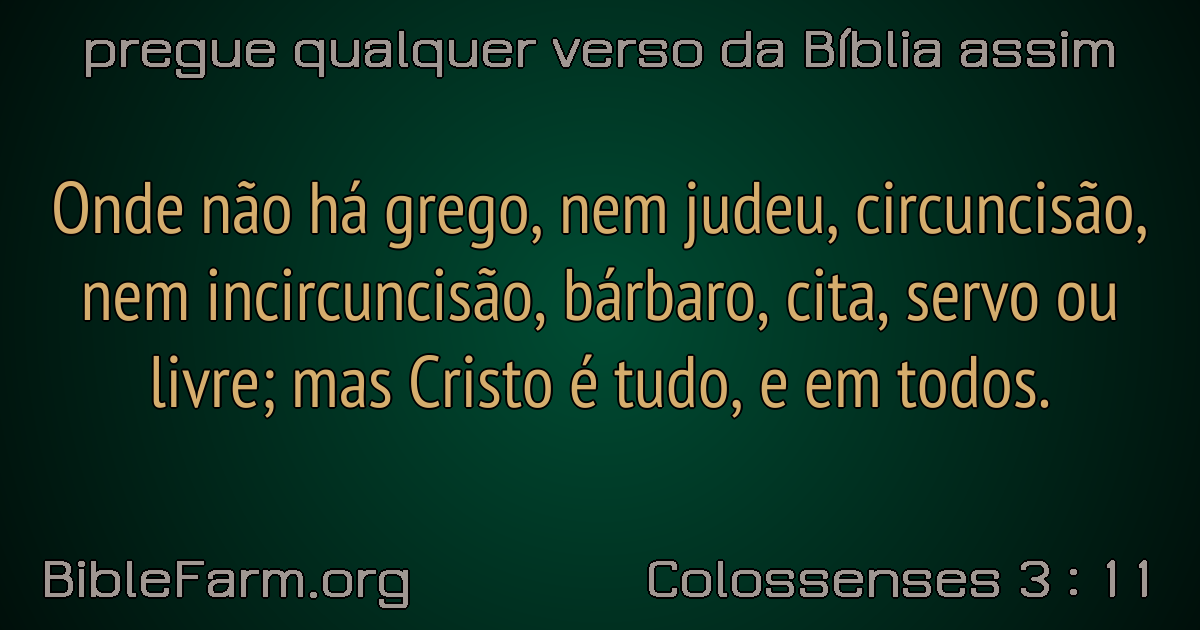 pregue qualquer verso da Bíblia assim
Onde não há grego, nem judeu, circuncisão,
nem incircuncisão, bárbaro, cita, servo ou
livre; mas Cristo é tudo, e em todos.
BibleFarm.org
Colossenses 3 : 11